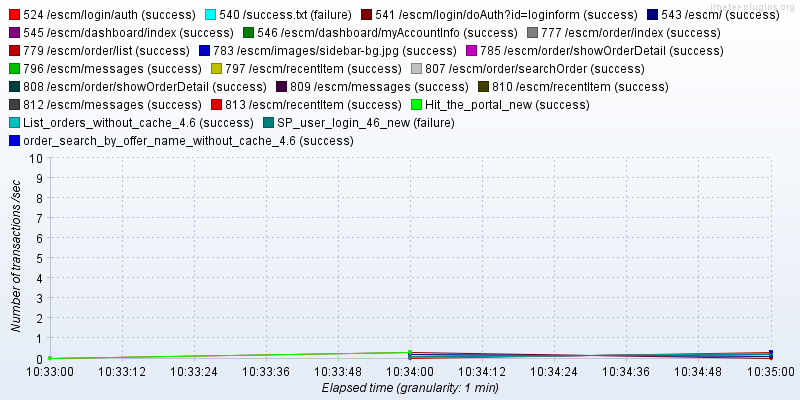 jmeter-plugins.org
524 /escm/login/auth (success) 540 /success.txt (failure) 541 /escm/login/doAuth?id=loginform (success) 543 /escm/ (success)
545 /escm/dashboard/index (success) 546 /escm/dashboard/myAccountInfo (success) 777 /escm/order/index (success)
779 /escm/order/list (success) 783 /escm/images/sidebar-bg.jpg (success) 785 /escm/order/showOrderDetail (success)
796 /escm/messages (success) 797 /escm/recentItem (success) 807 /escm/order/searchOrder (success)
808 /escm/order/showOrderDetail (success) 809 /escm/messages (success) 810 /escm/recentItem (success)
812 /escm/messages (success) 813 /escm/recentItem (success) Hit_the_portal_new (success)
List_orders_without_cache_4.6 (success) SP_user_login_46_new (failure)
order_search_by_offer_name_without_cache_4.6 (success)
Number of transactions /sec
10
9
8
7
6
5
4
3
2
1
0
10:33:00 10:33:12 10:33:24 10:33:36 10:33:48 10:34:00 10:34:12 10:34:24 10:34:36 10:34:48 10:35:00
Elapsed time (granularity: 1 min)